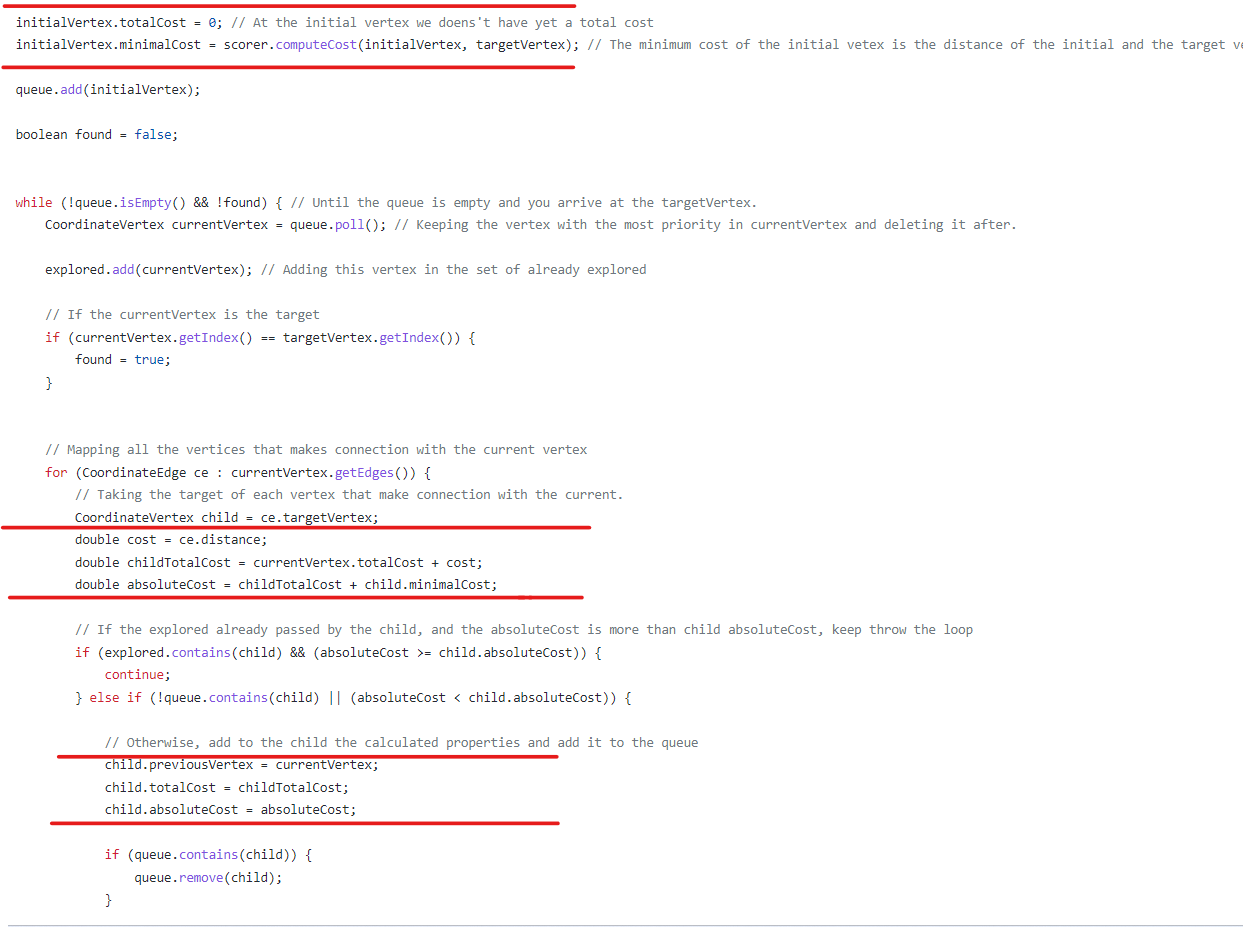 initialVertex.totalCost = 0; // At the initial vertex we doens't have yet a total cost
initialVertex.minimalCost = scorer.computeCost(initialVertex, targetVertex); // The minimum cost of the initial vetex is the distance of the initial and the target
queue.add(initialVertex);
boolean found = false;
while (!queue.isEmpty() && !found) { // Until the queue is empty and you arrive at the targetVertex.
CoordinateVertex currentVertex = queue.poll(); // Keeping the vertex with the most priority in currentVertex and deleting it after.
explored.add(currentVertex); // Adding this vertex in the set of already explored
// If the currentVertex is the target
if (currentVertex.getIndex() == targetVertex.getIndex()) {
found = true;
}
// Mapping all the vertices that makes connection with the current vertex
for (CoordinateEdge ce : currentVertex.getEdges()) {
// Taking the target of each vertex that make connection with the current.
CoordinateVertex child = ce.targetVertex;
double cost = ce.distance;
double childTotalCost = currentVertex.totalCost + cost;
double absoluteCost = childTotalCost + child.minimalCost;
// If the explored already passed by the child, and the absoluteCost is more than child absoluteCost, keep throw the loop
if (explored.contains(child) && (absoluteCost >= child.absoluteCost)) {
continue;
} else if (!queue.contains(child) || (absoluteCost < child.absoluteCost)) {
// Otherwise, add to the child the calculated properties and add it to the queue
child.previousVertex = currentVertex;
child.totalCost = childTotalCost;
child.absoluteCost = absoluteCost;
if (queue.contains(child)) {
queue.remove(child);
}